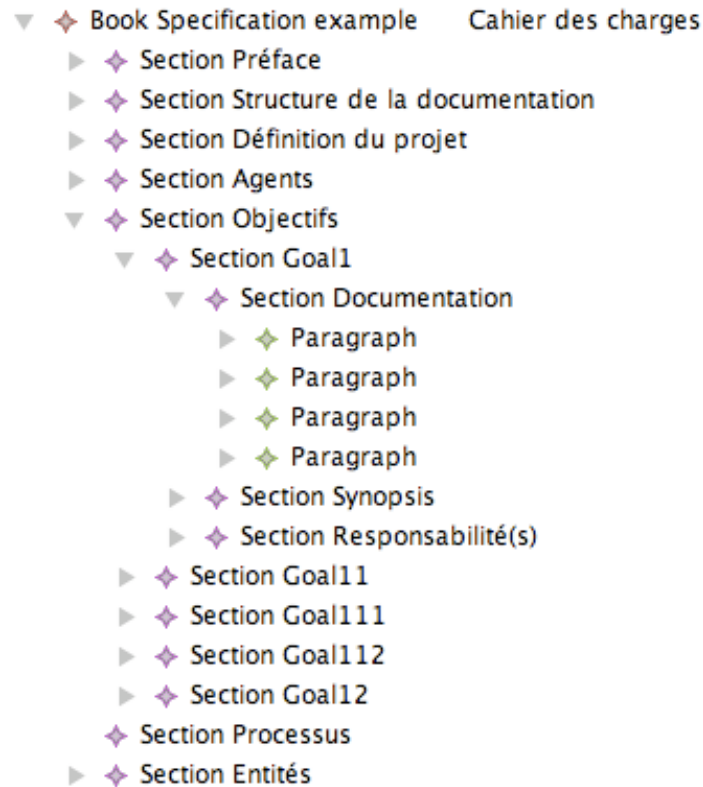 Book Specification example Cahier des charges
Section Préface
Section Structure de la documentation
Section Définition du projet
Section Agents
Section Objectifs
Section Goal1
Section Documentation
Paragraph
Paragraph
Paragraph
Paragraph
Section Synopsis
Section Responsabilité(s)
Section Goal11
Section Goal111
Section Goal112
Section Goal12
Section Processus
Section Entités